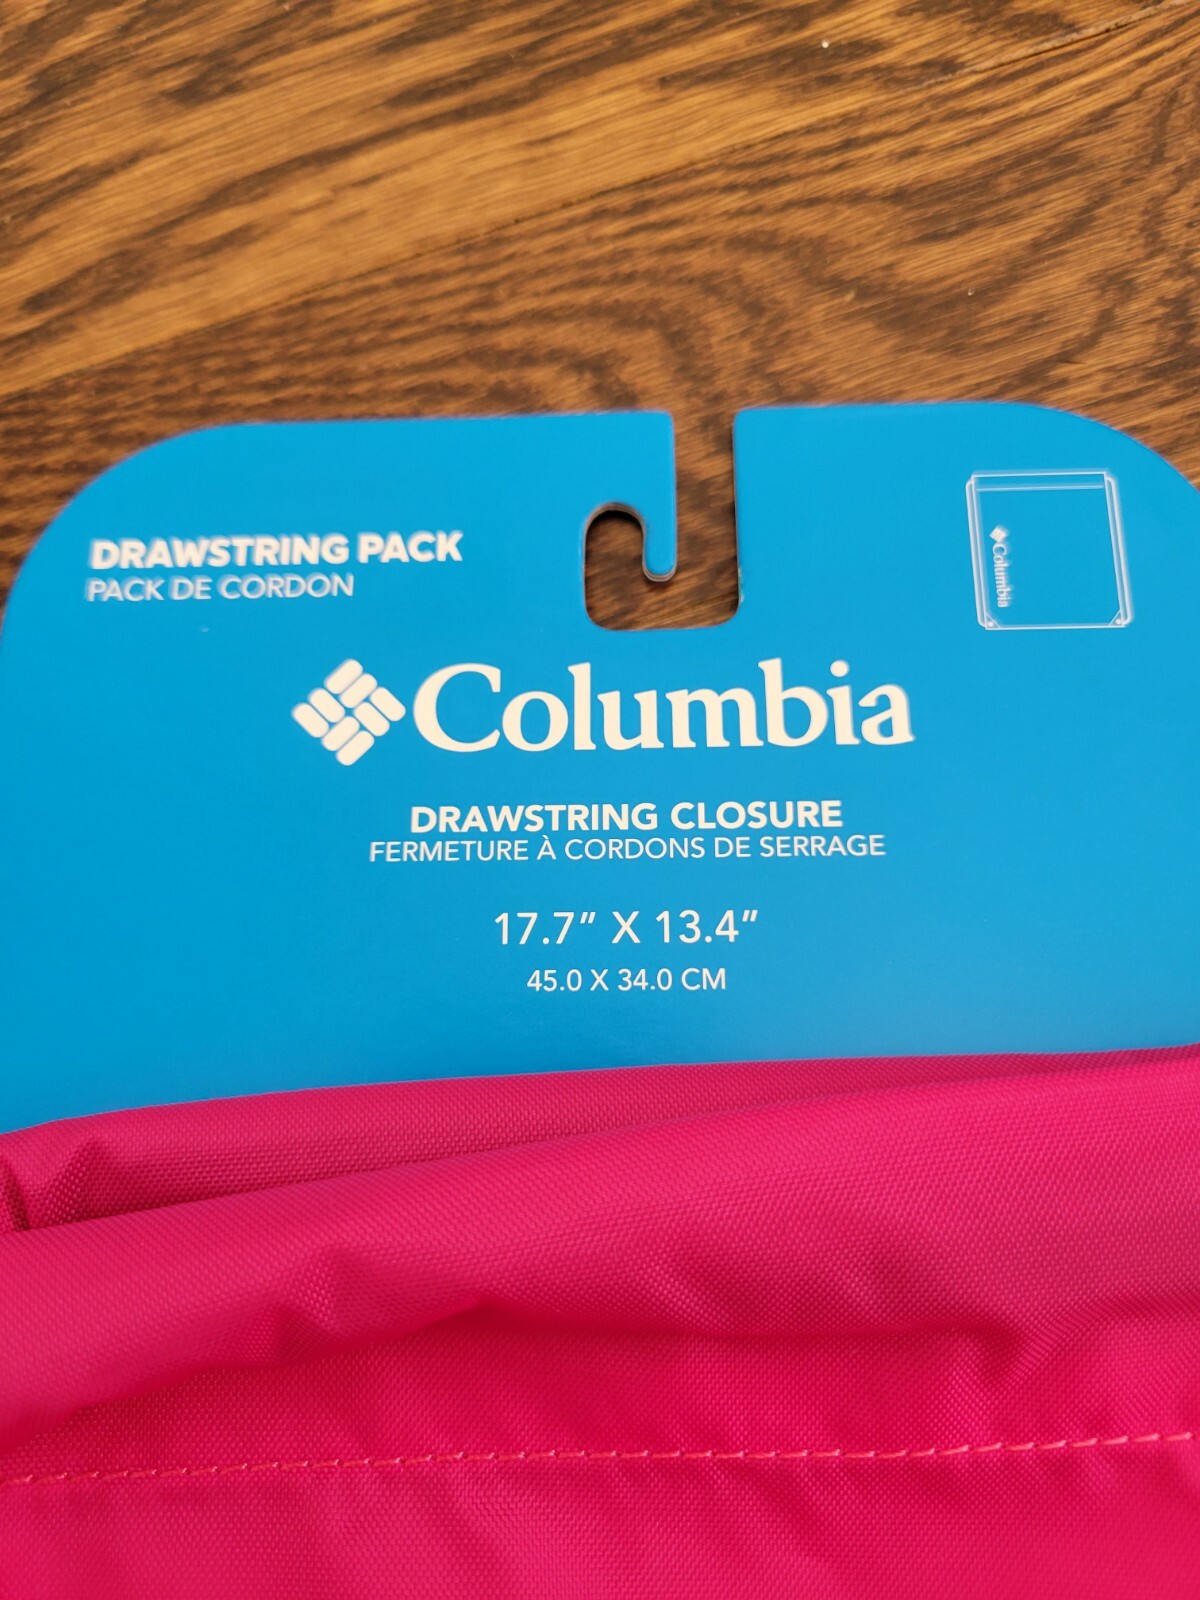 DRAWSTRING PACK
PACK DE CORDON
Columbia
Columbia
DRAWSTRING CLOSURE
FERMETURE À CORDONS DE SERRAGE
17.7" X 13.4"
45.0 X 34.0 CM